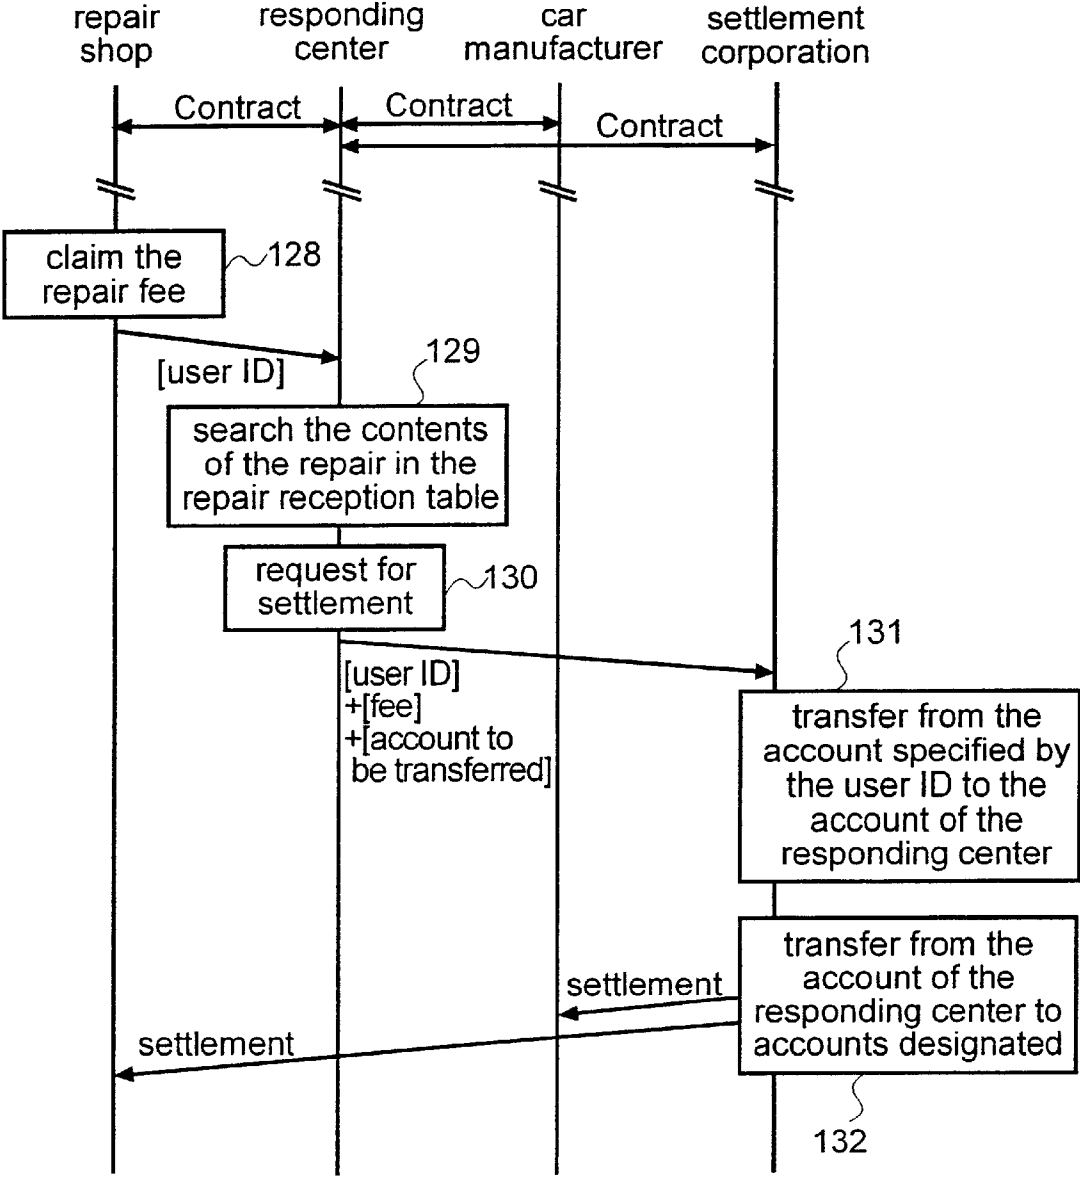 repair
shop
responding
center
car
manufacturer
settlement
corporation
Contract
Contract
Contract
claim the
repair fee
128
[user ID]
129
search the contents
of the repair in the
repair reception table
request for
settlement
130
[user ID]
+[fee]
+[account to
be transferred]
131
transfer from the
account specified by
the user ID to the
account of the
responding center
transfer from the
account of the
responding center to
accounts designated
settlement
settlement
132